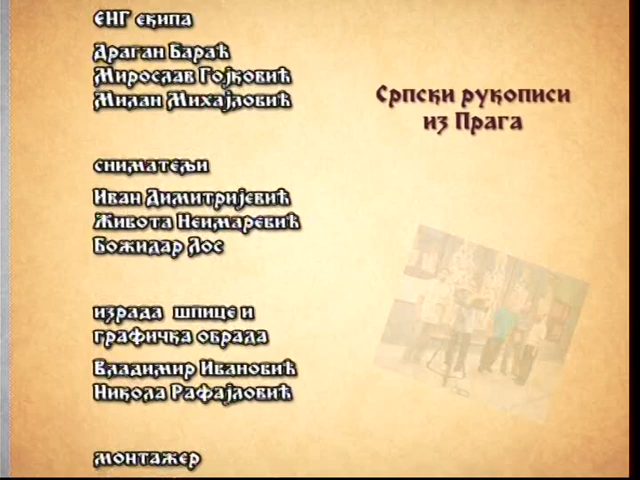 ЕНГ екипа
Драган Бараћ
Мирослав Гојковић
Милан Михајловић
Српски рукописи
из Прага
сниматељи
Иван Димитријевић
Живота Неимаревић
Божидар Лос
израда шпице и
графичка обрада
Владимир Ивановић
Никола Рафајловић
монтажер